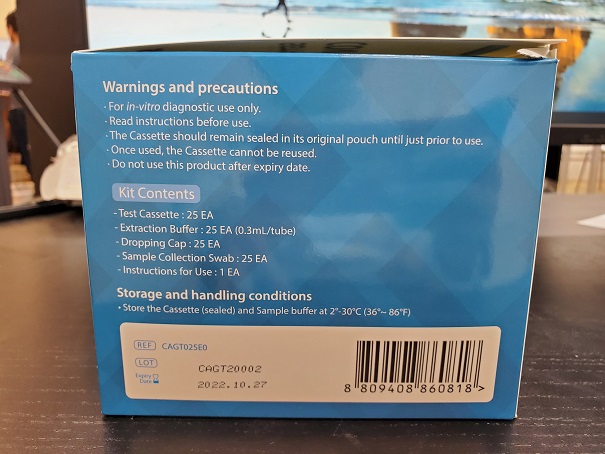 Warnings and precautions
· For in-vitro diagnostic use only.
· Read instructions before use.
· The Cassette should remain sealed in its original pouch until just prior to use.
· Once used, the Cassette cannot be reused.
· Do not use this product after expiry date.
Kit Contents
- Test Cassette : 25 EA
- Extraction Buffer : 25 EA (0.3mL/tube)
- Dropping Cap : 25 EA
- Sample Collection Swab : 25 EA
- Instructions for Use : 1 EA
Storage and handling conditions
• Store the Cassette (sealed) and Sample buffer at 2°-30°C (36°~ 86°F)
REF CAGT025E0
LOT CAGT20002
Expiry Date 2022.10.27
8 809408 860818 >